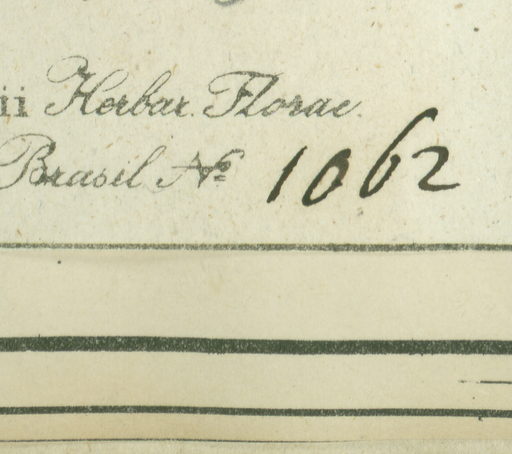 ii Herbar. Florae.
Brasil No 1062